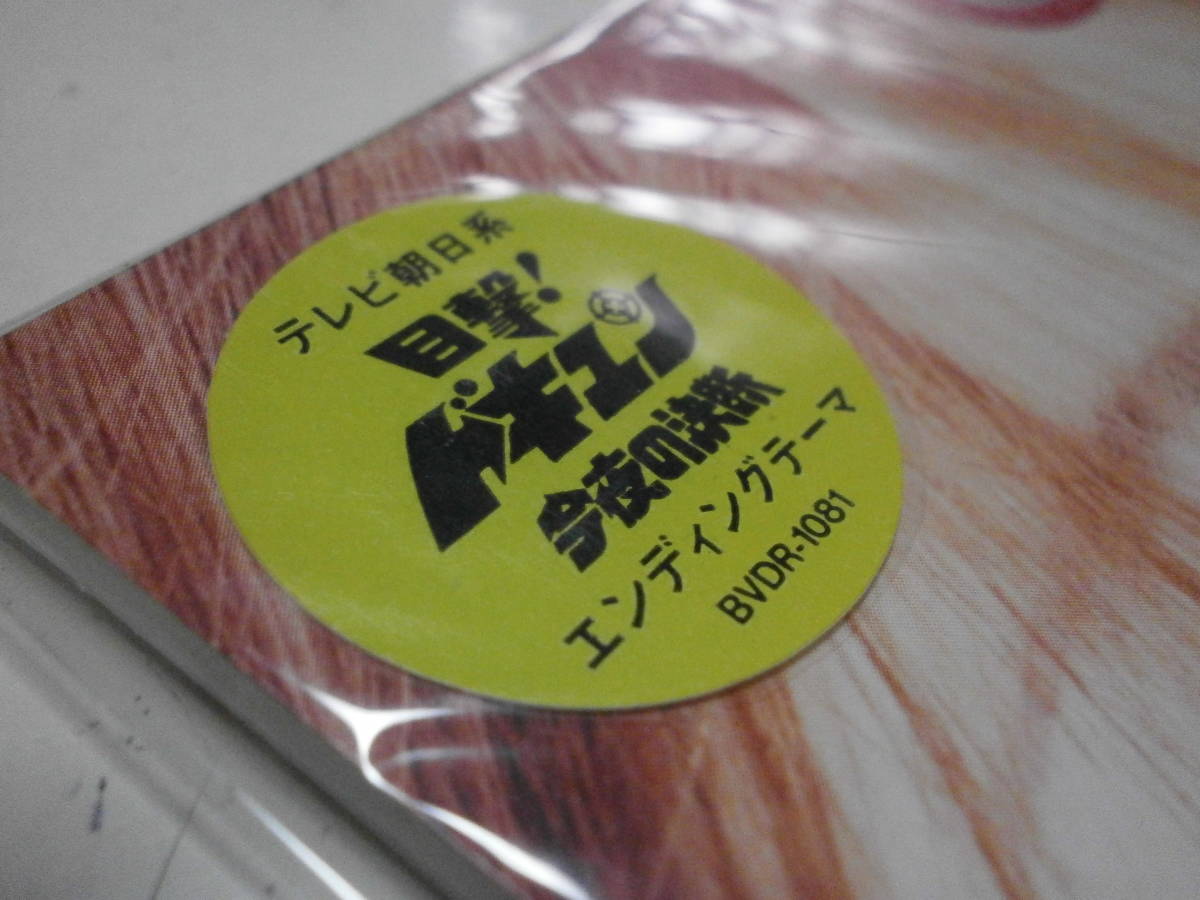 テレビ朝日系
目撃!
ドキュン
今夜の決断
エンディングテーマ
BVDR-1081